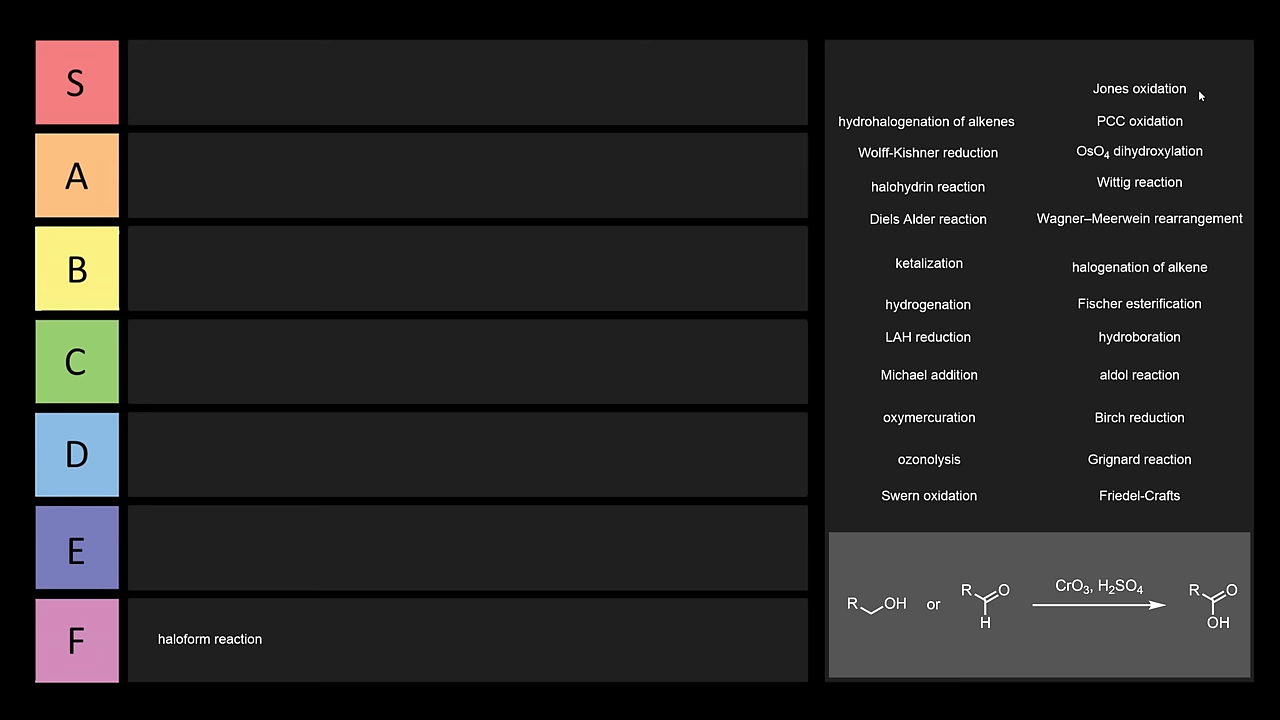 S
A
B
C
D
E
F
haloform reaction
Jones oxidation
hydrohalogenation of alkenes
PCC oxidation
Wolff-Kishner reduction
OsO₄ dihydroxylation
halohydrin reaction
Wittig reaction
Diels Alder reaction
Wagner–Meerwein rearrangement
ketalization
halogenation of alkene
hydrogenation
Fischer esterification
LAH reduction
hydroboration
Michael addition
aldol reaction
oxymercuration
Birch reduction
ozonolysis
Grignard reaction
Swern oxidation
Friedel-Crafts
R OH or R O H
CrO₃, H₂SO₄
R O OH